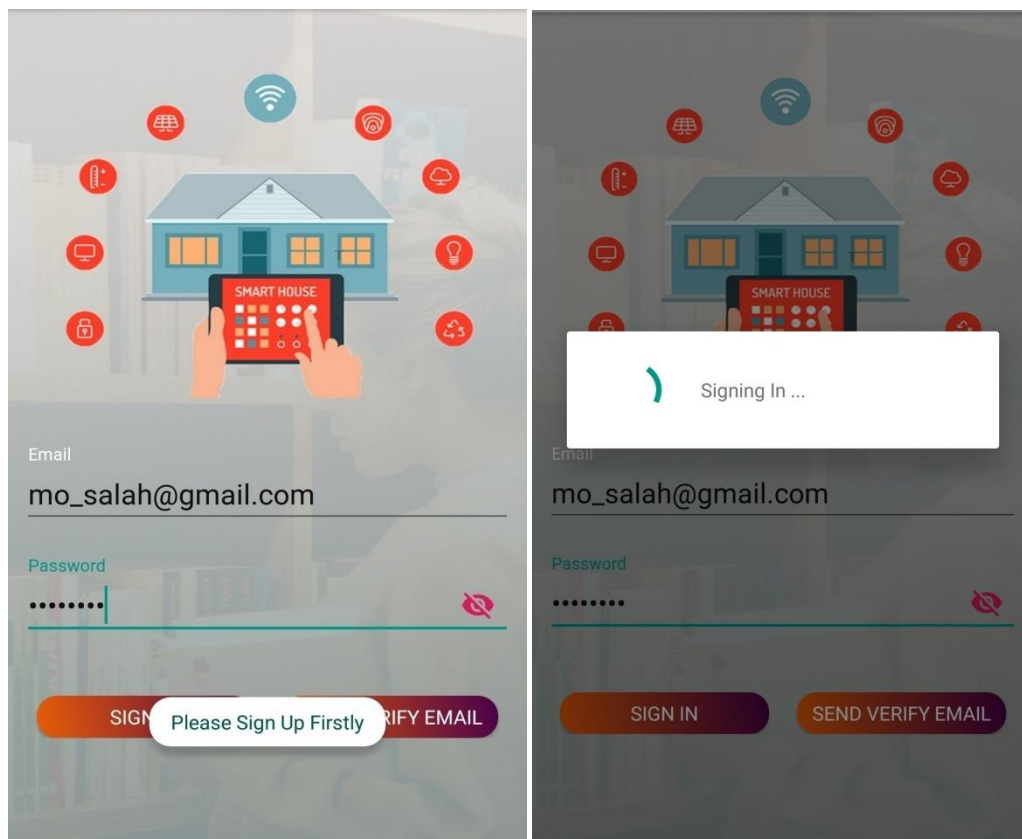 SMART HOUSE
Email
mo_salah@gmail.com
Password
••••••••
SIGN
Please Sign Up Firstly
RIFY EMAIL
SMART HOUSE
Signing In ...
Email
mo_salah@gmail.com
Password
••••••••
SIGN IN
SEND VERIFY EMAIL